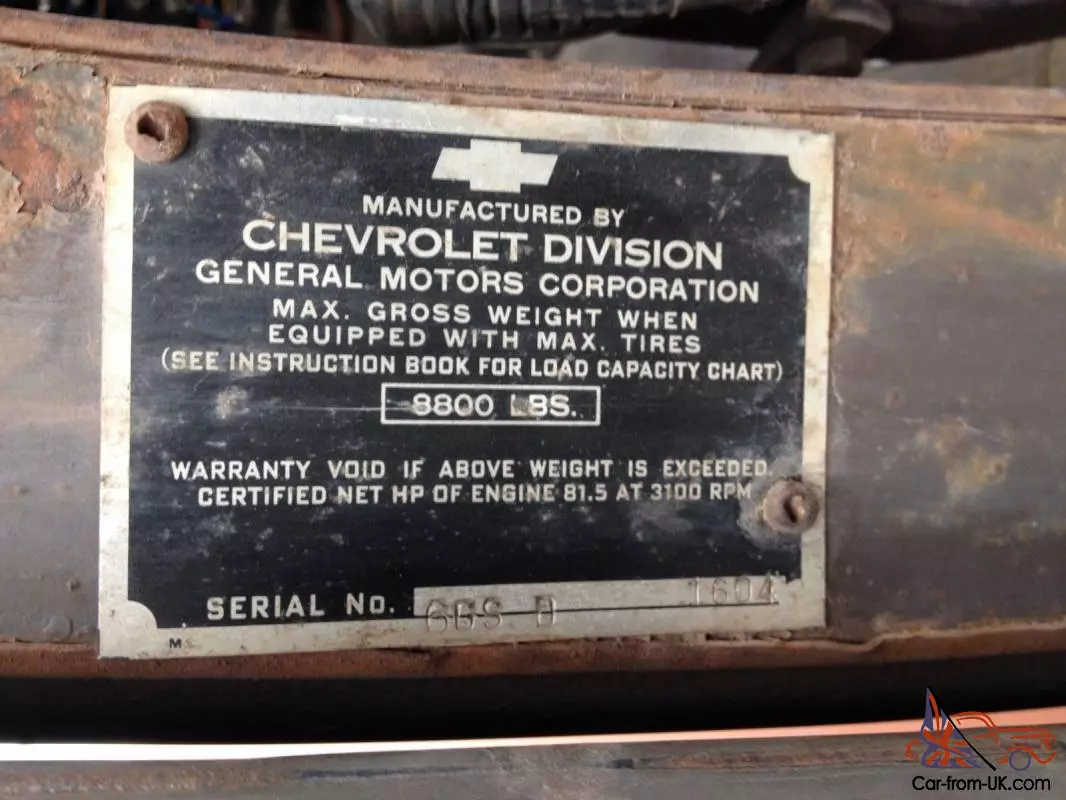 MANUFACTURED BY
CHEVROLET DIVISION
GENERAL MOTORS CORPORATION
MAX. GROSS WEIGHT WHEN
EQUIPPED WITH MAX. TIRES
(SEE INSTRUCTION BOOK FOR LOAD CAPACITY CHART)
8800 LBS.
WARRANTY VOID IF ABOVE WEIGHT IS EXCEEDED.
CERTIFIED NET HP OF ENGINE 81.5 AT 3100 RPM
SERIAL NO. 1604
M
Car-from-UK.com